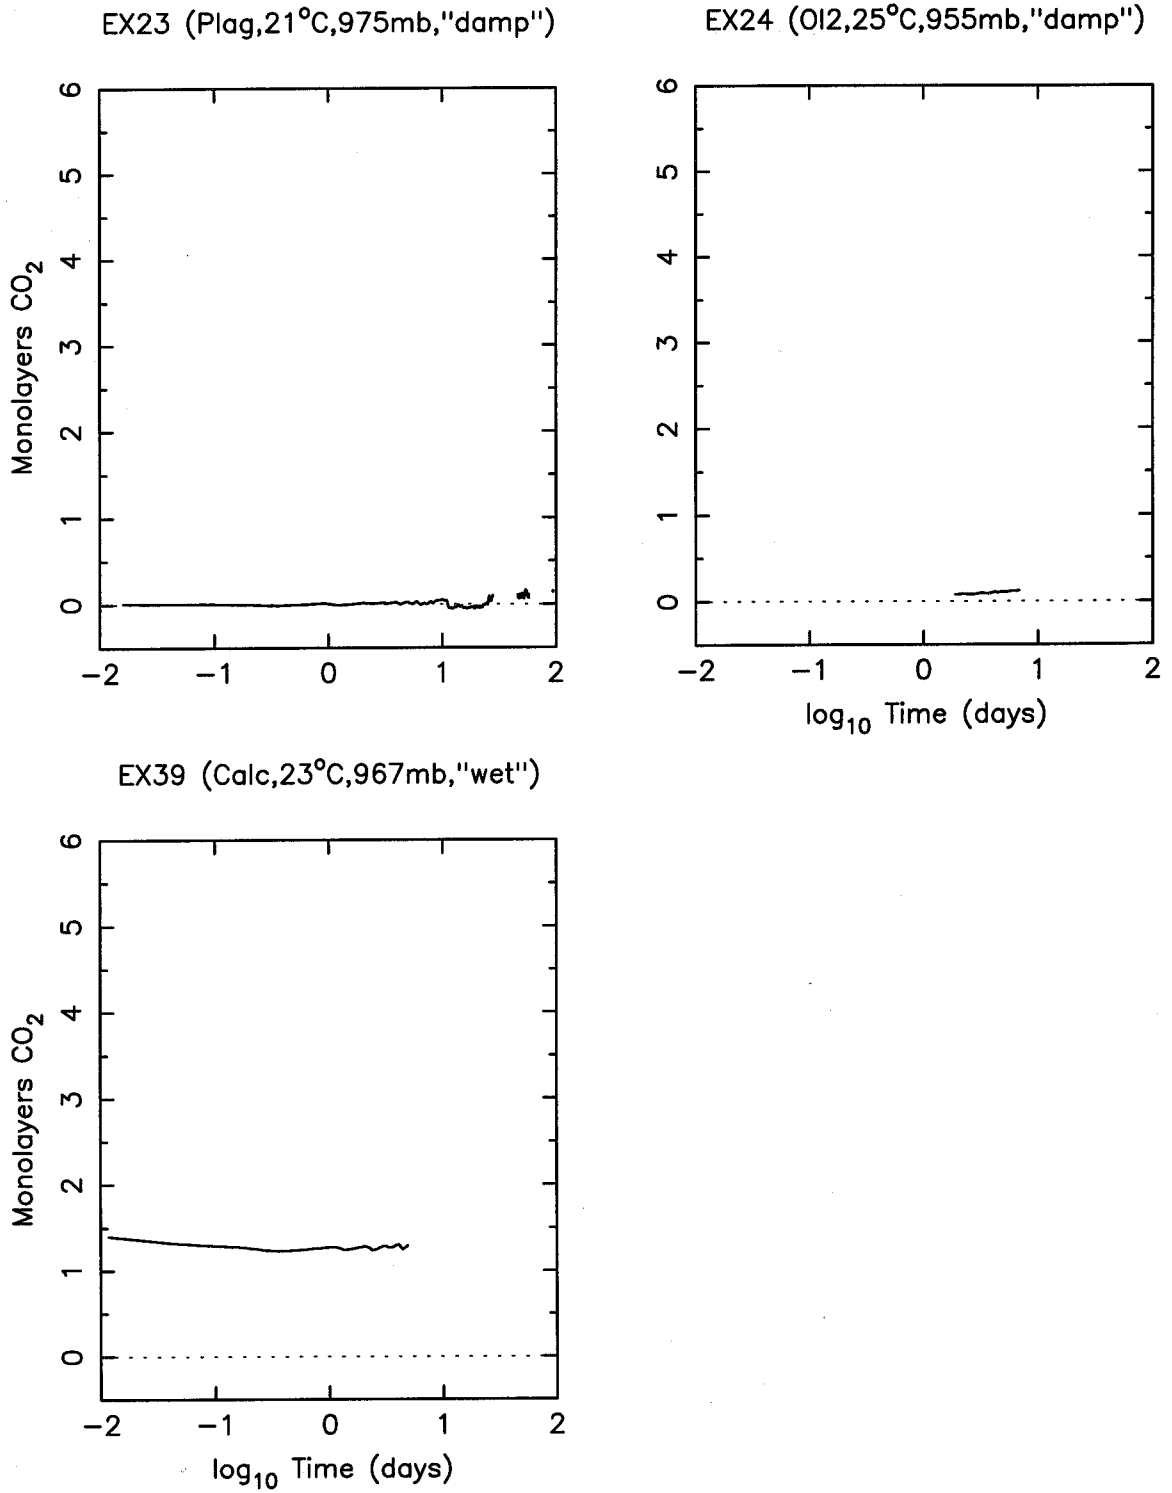 EX23 (Plag,21°C,975mb,"damp")
6
5
4
3
2
1
0
Monolayers CO₂
−2 −1 0 1 2
EX24 (Ol2,25°C,955mb,"damp")
6
5
4
3
2
1
0
−2 −1 0 1 2
log₁₀ Time (days)
EX39 (Calc,23°C,967mb,"wet")
6
5
4
3
2
1
0
Monolayers CO₂
−2 −1 0 1 2
log₁₀ Time (days)